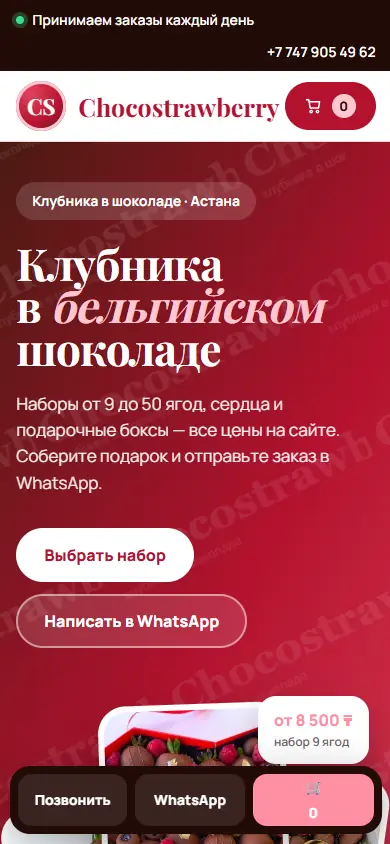 Принимаем заказы каждый день
+7 747 905 49 62
CS Chocostrawberry 0
Клубника в шоколаде · Астана
Клубника
в бельгийском
шоколаде
Наборы от 9 до 50 ягод, сердца и
подарочные боксы — все цены на сайте.
Соберите подарок и отправьте заказ в
WhatsApp.
Выбрать набор
Написать в WhatsApp
от 8 500 ₸
набор 9 ягод
Позвонить WhatsApp 🛒 0